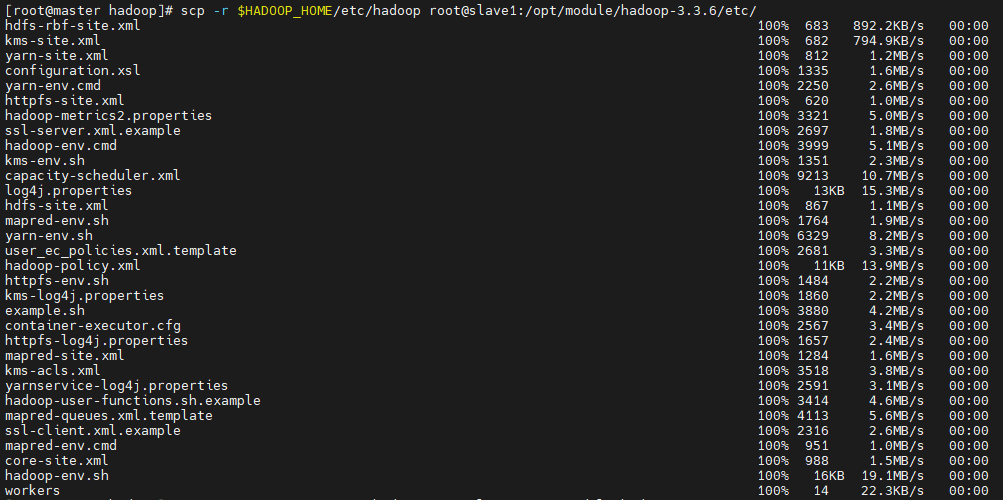 [root@master hadoop]# scp -r $HADOOP_HOME/etc/hadoop root@slave1:/opt/module/hadoop-3.3.6/etc/
hdfs-rbf-site.xml 100% 683 892.2KB/s 00:00
kms-site.xml 100% 682 794.9KB/s 00:00
yarn-site.xml 100% 812 1.2MB/s 00:00
configuration.xsl 100% 1335 1.6MB/s 00:00
yarn-env.cmd 100% 2250 2.6MB/s 00:00
httpfs-site.xml 100% 620 1.0MB/s 00:00
hadoop-metrics2.properties 100% 3321 5.0MB/s 00:00
ssl-server.xml.example 100% 2697 1.8MB/s 00:00
hadoop-env.cmd 100% 3999 5.1MB/s 00:00
kms-env.sh 100% 1351 2.3MB/s 00:00
capacity-scheduler.xml 100% 9213 10.7MB/s 00:00
log4j.properties 100% 13KB 15.3MB/s 00:00
hdfs-site.xml 100% 867 1.1MB/s 00:00
mapred-env.sh 100% 1764 1.9MB/s 00:00
yarn-env.sh 100% 6329 8.2MB/s 00:00
user_ec_policies.xml.template 100% 2681 3.3MB/s 00:00
hadoop-policy.xml 100% 11KB 13.9MB/s 00:00
httpfs-env.sh 100% 1484 2.2MB/s 00:00
kms-log4j.properties 100% 1860 2.2MB/s 00:00
example.sh 100% 3880 4.2MB/s 00:00
container-executor.cfg 100% 2567 3.4MB/s 00:00
httpfs-log4j.properties 100% 1657 2.4MB/s 00:00
mapred-site.xml 100% 1284 1.6MB/s 00:00
kms-acls.xml 100% 3518 3.8MB/s 00:00
yarnservice-log4j.properties 100% 2591 3.1MB/s 00:00
hadoop-user-functions.sh.example 100% 3414 4.6MB/s 00:00
mapred-queues.xml.template 100% 4113 5.6MB/s 00:00
ssl-client.xml.example 100% 2316 2.6MB/s 00:00
mapred-env.cmd 100% 951 1.0MB/s 00:00
core-site.xml 100% 988 1.5MB/s 00:00
hadoop-env.sh 100% 16KB 19.1MB/s 00:00
workers 100% 14 22.3KB/s 00:00